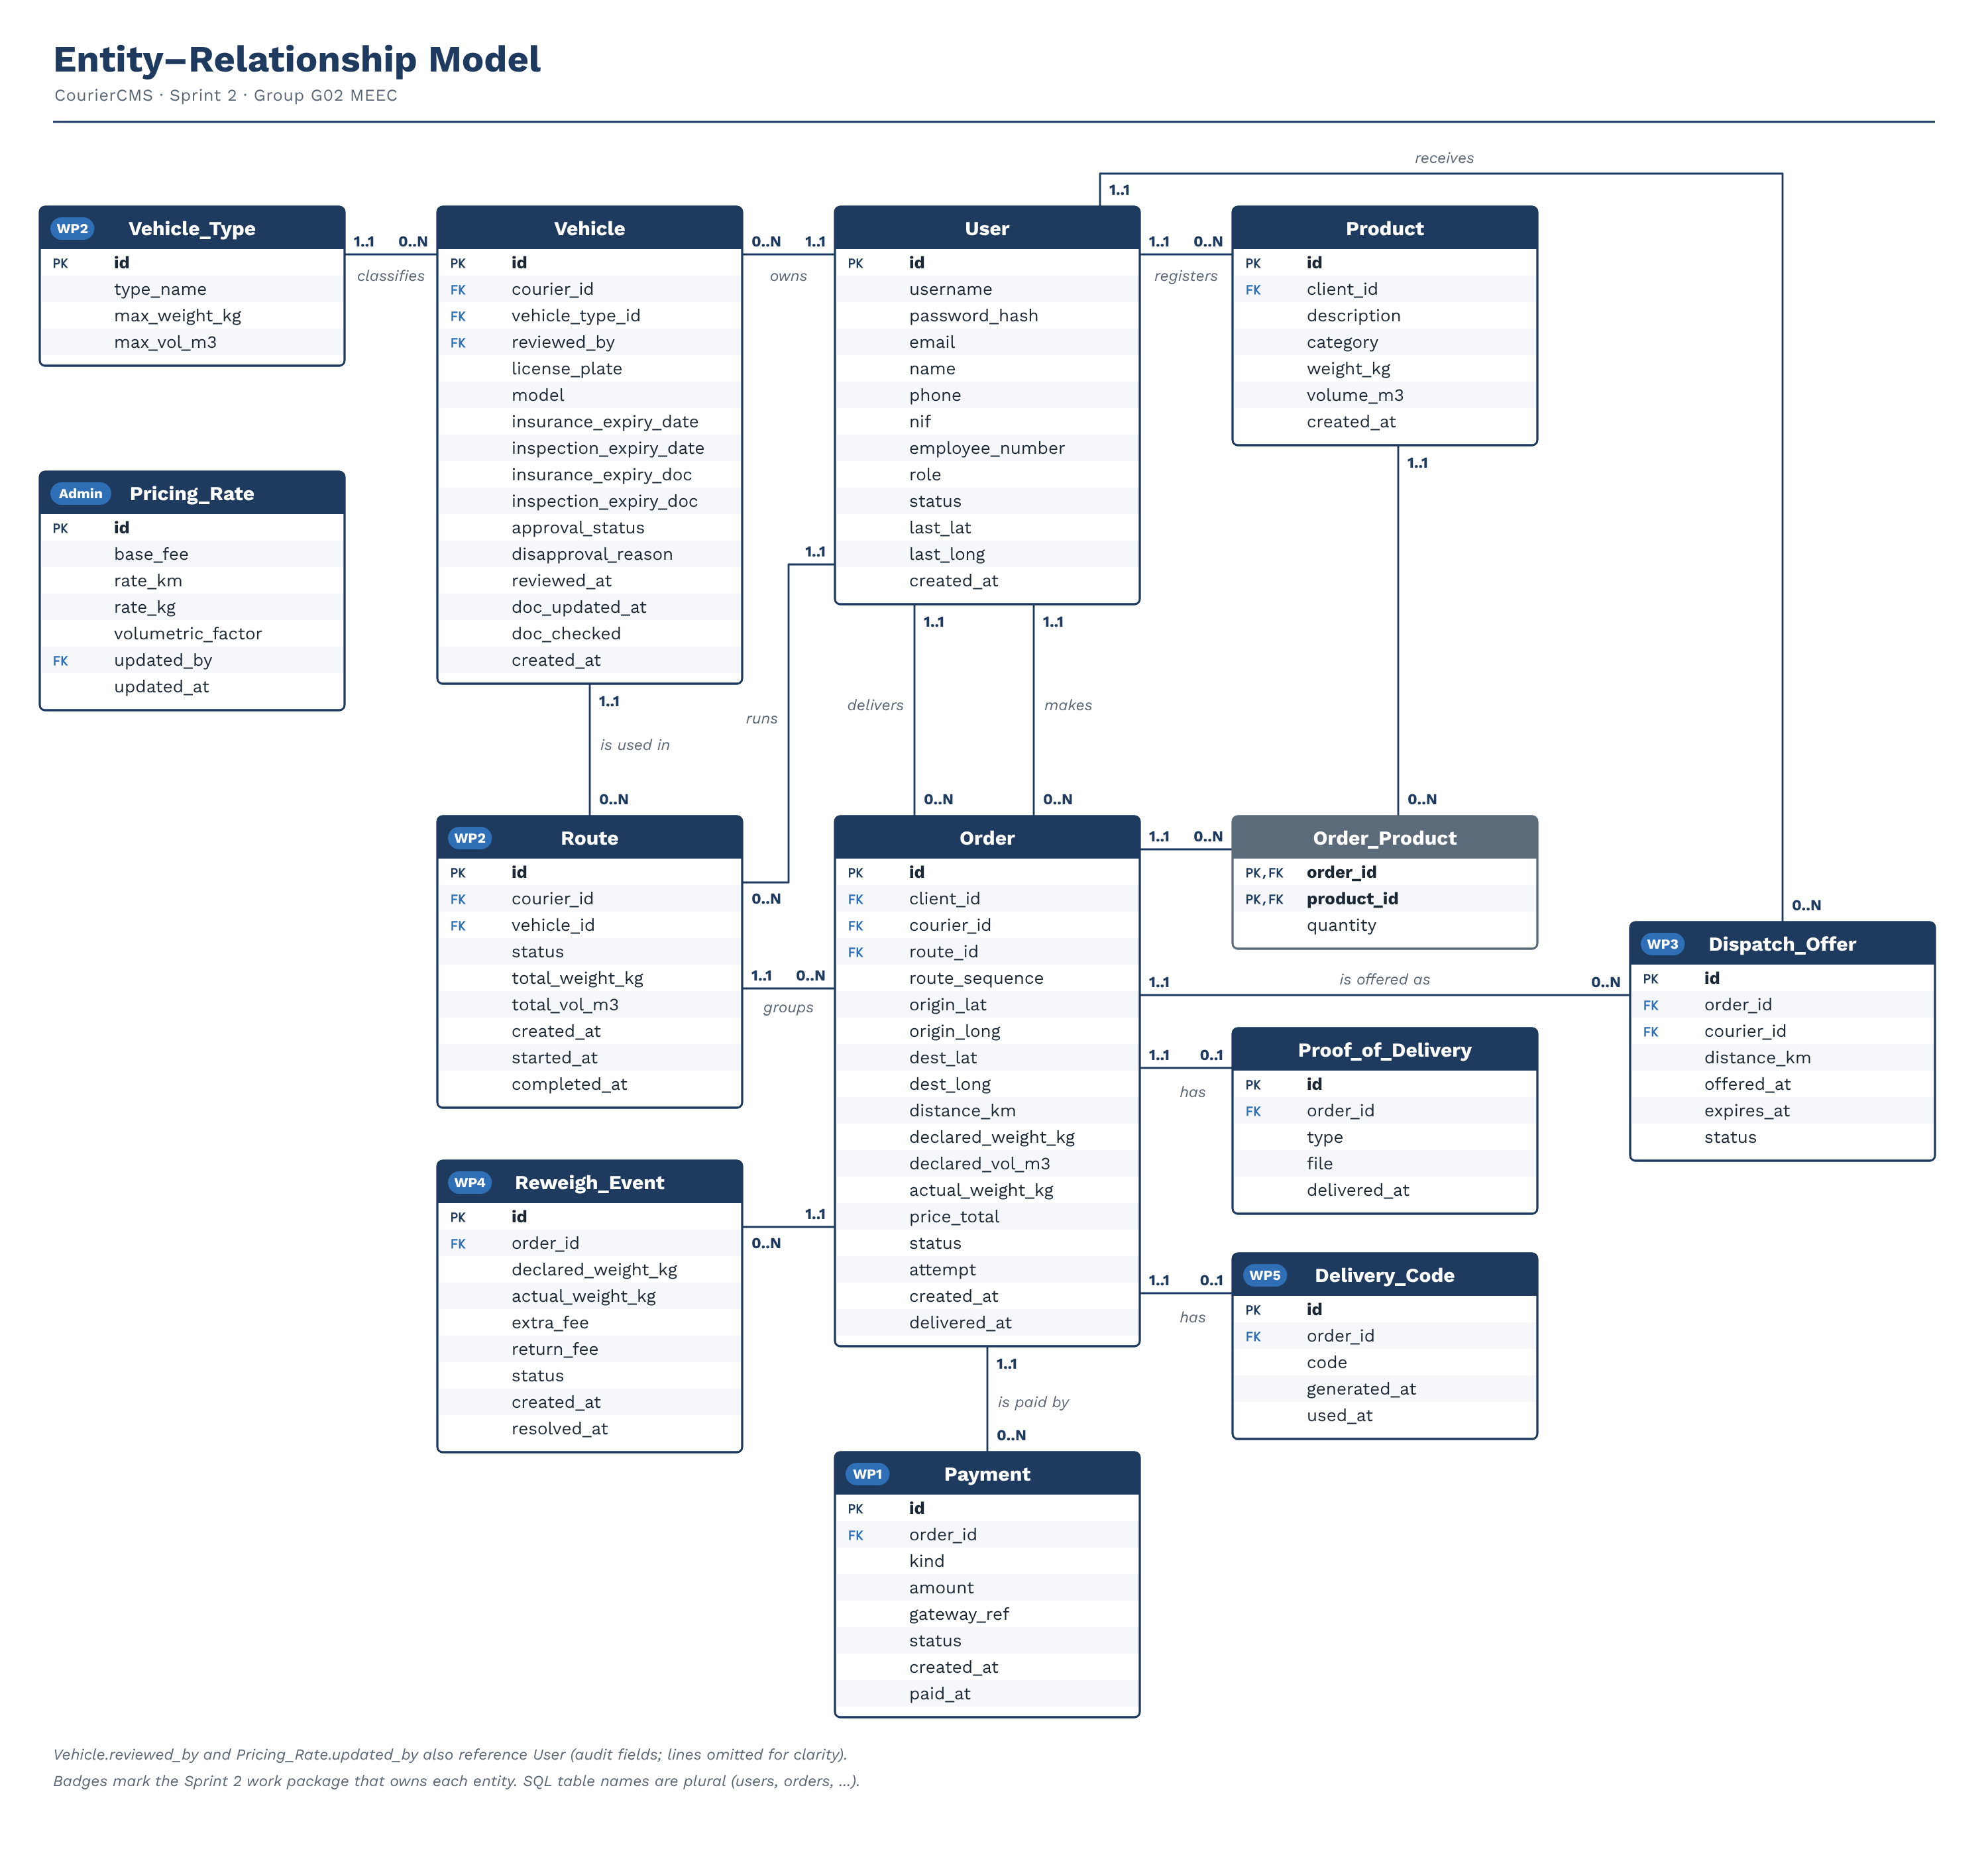 Entity–Relationship Model
CourierCMS · Sprint 2 · Group G02 MEEC
receives
1..1
WP2 Vehicle_Type
PK id
type_name
max_weight_kg
max_vol_m3
1..1 0..N
classifies
Vehicle
PK id
FK courier_id
FK vehicle_type_id
FK reviewed_by
license_plate
model
insurance_expiry_date
inspection_expiry_date
insurance_expiry_doc
inspection_expiry_doc
approval_status
disapproval_reason
reviewed_at
doc_updated_at
doc_checked
created_at
0..N 1..1
owns
User
PK id
username
password_hash
email
name
phone
nif
employee_number
role
status
last_lat
last_long
created_at
1..1 0..N
registers
Product
PK id
FK client_id
description
category
weight_kg
volume_m3
created_at
1..1
Admin Pricing_Rate
PK id
base_fee
rate_km
rate_kg
volumetric_factor
FK updated_by
updated_at
1..1
1..1
1..1
1..1
runs
delivers
makes
is used in
0..N
0..N
0..N
0..N
WP2 Route
PK id
FK courier_id
FK vehicle_id
status
total_weight_kg
total_vol_m3
created_at
started_at
completed_at
0..N
1..1 0..N
groups
Order
PK id
FK client_id
FK courier_id
FK route_id
route_sequence
origin_lat
origin_long
dest_lat
dest_long
distance_km
declared_weight_kg
declared_vol_m3
actual_weight_kg
price_total
status
attempt
created_at
delivered_at
1..1 0..N
Order_Product
PK,FK order_id
PK,FK product_id
quantity
0..N
1..1 is offered as 0..N
WP3 Dispatch_Offer
PK id
FK order_id
FK courier_id
distance_km
offered_at
expires_at
status
1..1 0..1
has
Proof_of_Delivery
PK id
FK order_id
type
file
delivered_at
WP4 Reweigh_Event
PK id
FK order_id
declared_weight_kg
actual_weight_kg
extra_fee
return_fee
status
created_at
resolved_at
1..1
0..N
1..1 0..1
has
WP5 Delivery_Code
PK id
FK order_id
code
generated_at
used_at
1..1
is paid by
0..N
WP1 Payment
PK id
FK order_id
kind
amount
gateway_ref
status
created_at
paid_at
Vehicle.reviewed_by and Pricing_Rate.updated_by also reference User (audit fields; lines omitted for clarity).
Badges mark the Sprint 2 work package that owns each entity. SQL table names are plural (users, orders, ...).